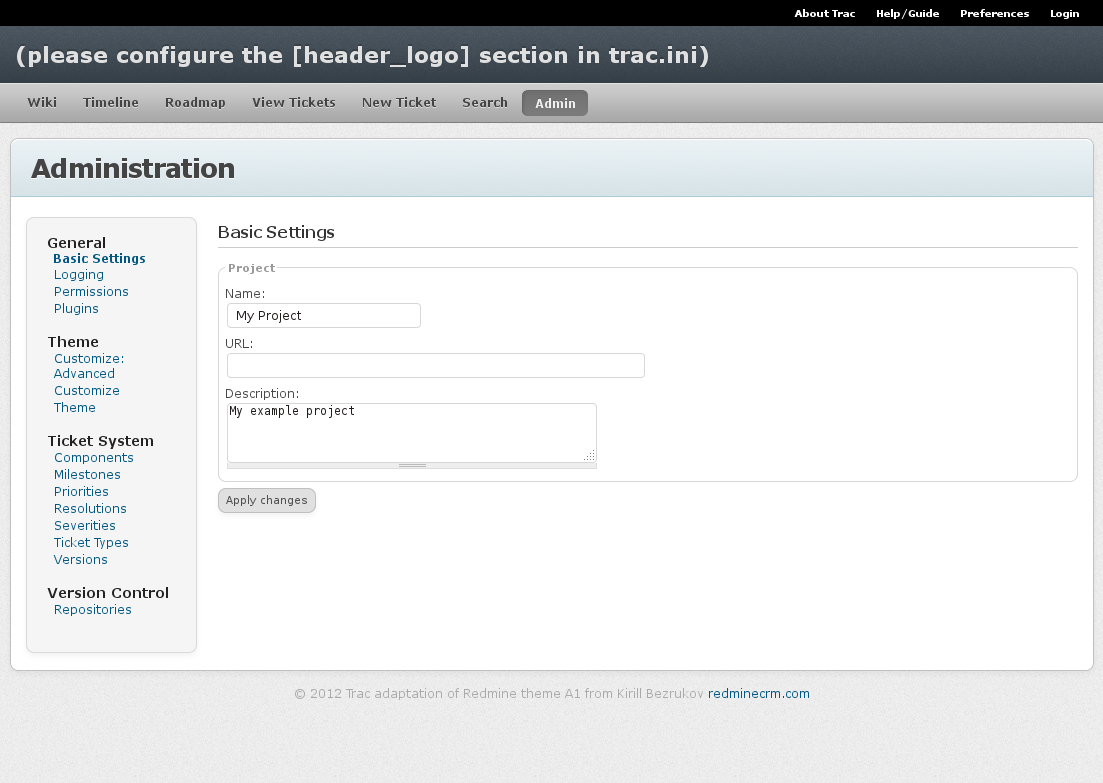 About Trac Help/Guide Preferences Login
(please configure the [header_logo] section in trac.ini)
Wiki Timeline Roadmap View Tickets New Ticket Search Admin
Administration
General
Basic Settings
Logging
Permissions
Plugins
Theme
Customize:
Advanced
Customize
Theme
Ticket System
Components
Milestones
Priorities
Resolutions
Severities
Ticket Types
Versions
Version Control
Repositories
Basic Settings
Project
Name:
My Project
URL:
Description:
My example project
Apply changes
© 2012 Trac adaptation of Redmine theme A1 from Kirill Bezrukov redminecrm.com